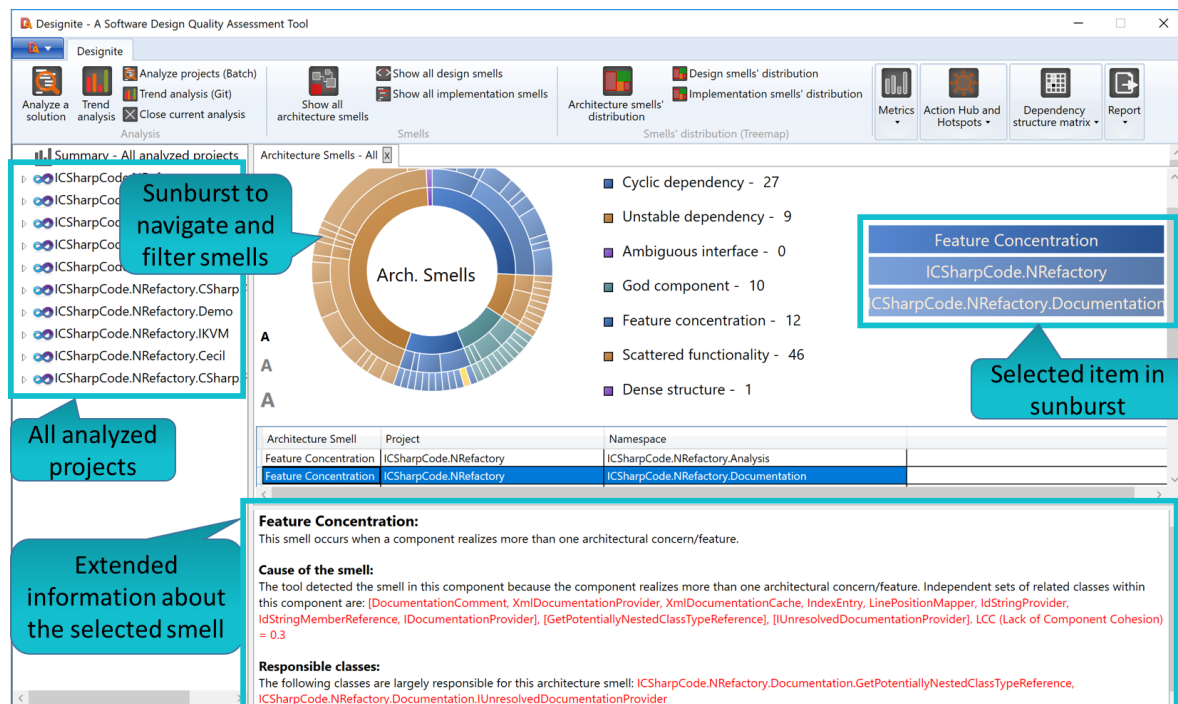 Designite - A Software Design Quality Assessment Tool
Designite
Analyze a solution
Trend analysis
Analyze projects (Batch)
Trend analysis (Git)
Close current analysis
Analysis
Show all architecture smells
Show all design smells
Show all implementation smells
Smells
Architecture smells' distribution
Design smells' distribution
Implementation smells' distribution
Smells' distribution (Treemap)
Metrics
Action Hub and Hotspots
Dependency structure matrix
Report
Summary - All analyzed projects
ICSharpCode
ICSharpCod
ICSharpCod
ICSharpCod
ICSharpCod
ICSharpCode.NRefactory.CSharp
ICSharpCode.NRefactory.Demo
ICSharpCode.NRefactory.IKVM
ICSharpCode.NRefactory.Cecil
ICSharpCode.NRefactory.CSharp
Sunburst to
navigate and
filter smells
All analyzed
projects
Architecture Smells - All X
Arch. Smells
A
A
A
Cyclic dependency - 27
Unstable dependency - 9
Ambiguous interface - 0
God component - 10
Feature concentration - 12
Scattered functionality - 46
Dense structure - 1
Feature Concentration
ICSharpCode.NRefactory
ICSharpCode.NRefactory.Documentation
Selected item in
sunburst
Architecture Smell Project Namespace
Feature Concentration ICSharpCode.NRefactory ICSharpCode.NRefactory.Analysis
Feature Concentration ICSharpCode.NRefactory ICSharpCode.NRefactory.Documentation
Extended
information about
the selected smell
Feature Concentration:
This smell occurs when a component realizes more than one architectural concern/feature.
Cause of the smell:
The tool detected the smell in this component because the component realizes more than one architectural concern/feature. Independent sets of related classes within
this component are: [DocumentationComment, XmlDocumentationProvider, XmlDocumentationCache, IndexEntry, LinePositionMapper, IdStringProvider,
IdStringMemberReference, IDocumentationProvider], [GetPotentiallyNestedClassTypeReference], [IUnresolvedDocumentationProvider]. LCC (Lack of Component Cohesion)
= 0.3
Responsible classes:
The following classes are largely responsible for this architecture smell: ICSharpCode.NRefactory.Documentation.GetPotentiallyNestedClassTypeReference,
ICSharpCode.NRefactory.Documentation.IUnresolvedDocumentationProvider